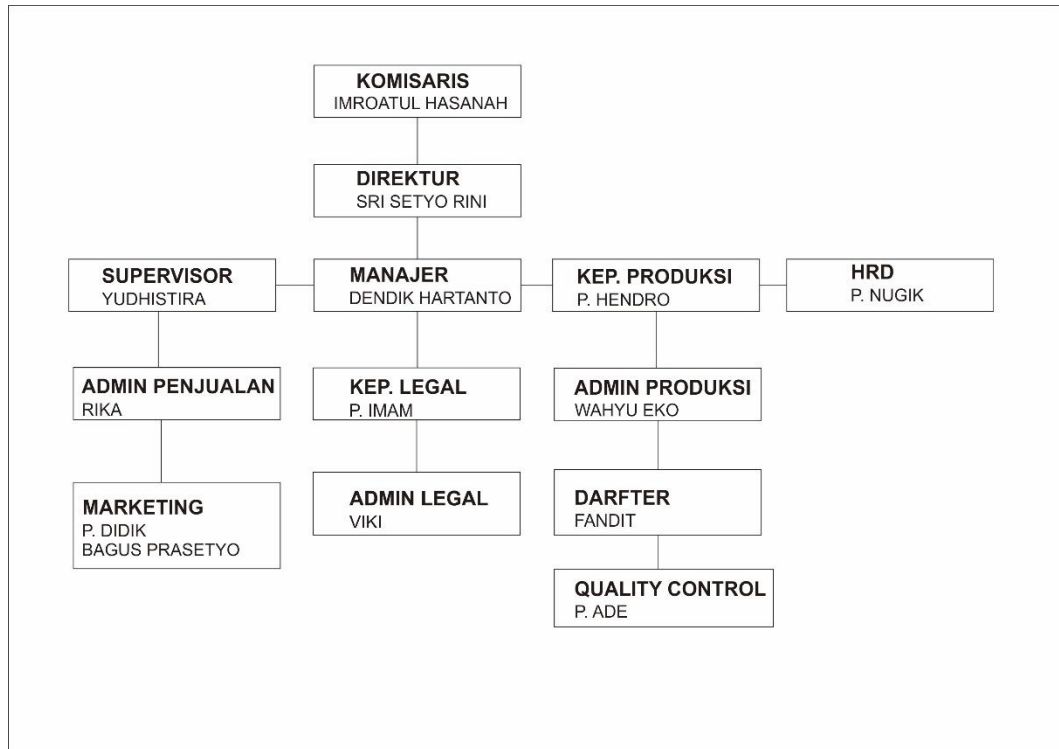 KOMISARIS
IMROATUL HASANAH
DIREKTUR
SRI SETYO RINI
SUPERVISOR
YUDHISTIRA
MANAJER
DENDIK HARTANTO
KEP. PRODUKSI
P. HENDRO
HRD
P. NUGIK
ADMIN PENJUALAN
RIKA
KEP. LEGAL
P. IMAM
ADMIN PRODUKSI
WAHYU EKO
MARKETING
P. DIDIK
BAGUS PRASETYO
ADMIN LEGAL
VIKI
DARFTER
FANDIT
QUALITY CONTROL
P. ADE